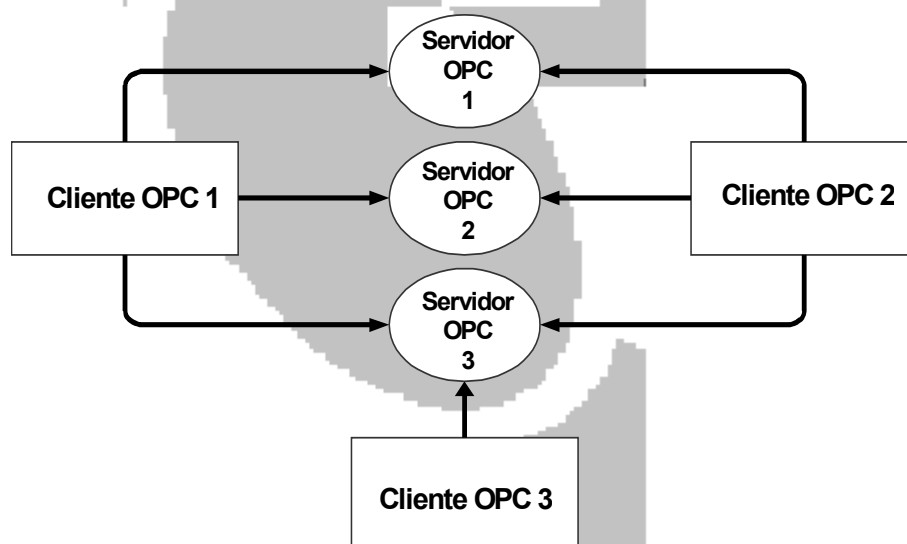 Servidor
OPC
1
Cliente OPC 1
Servidor
OPC
2
Cliente OPC 2
Servidor
OPC
3
Cliente OPC 3